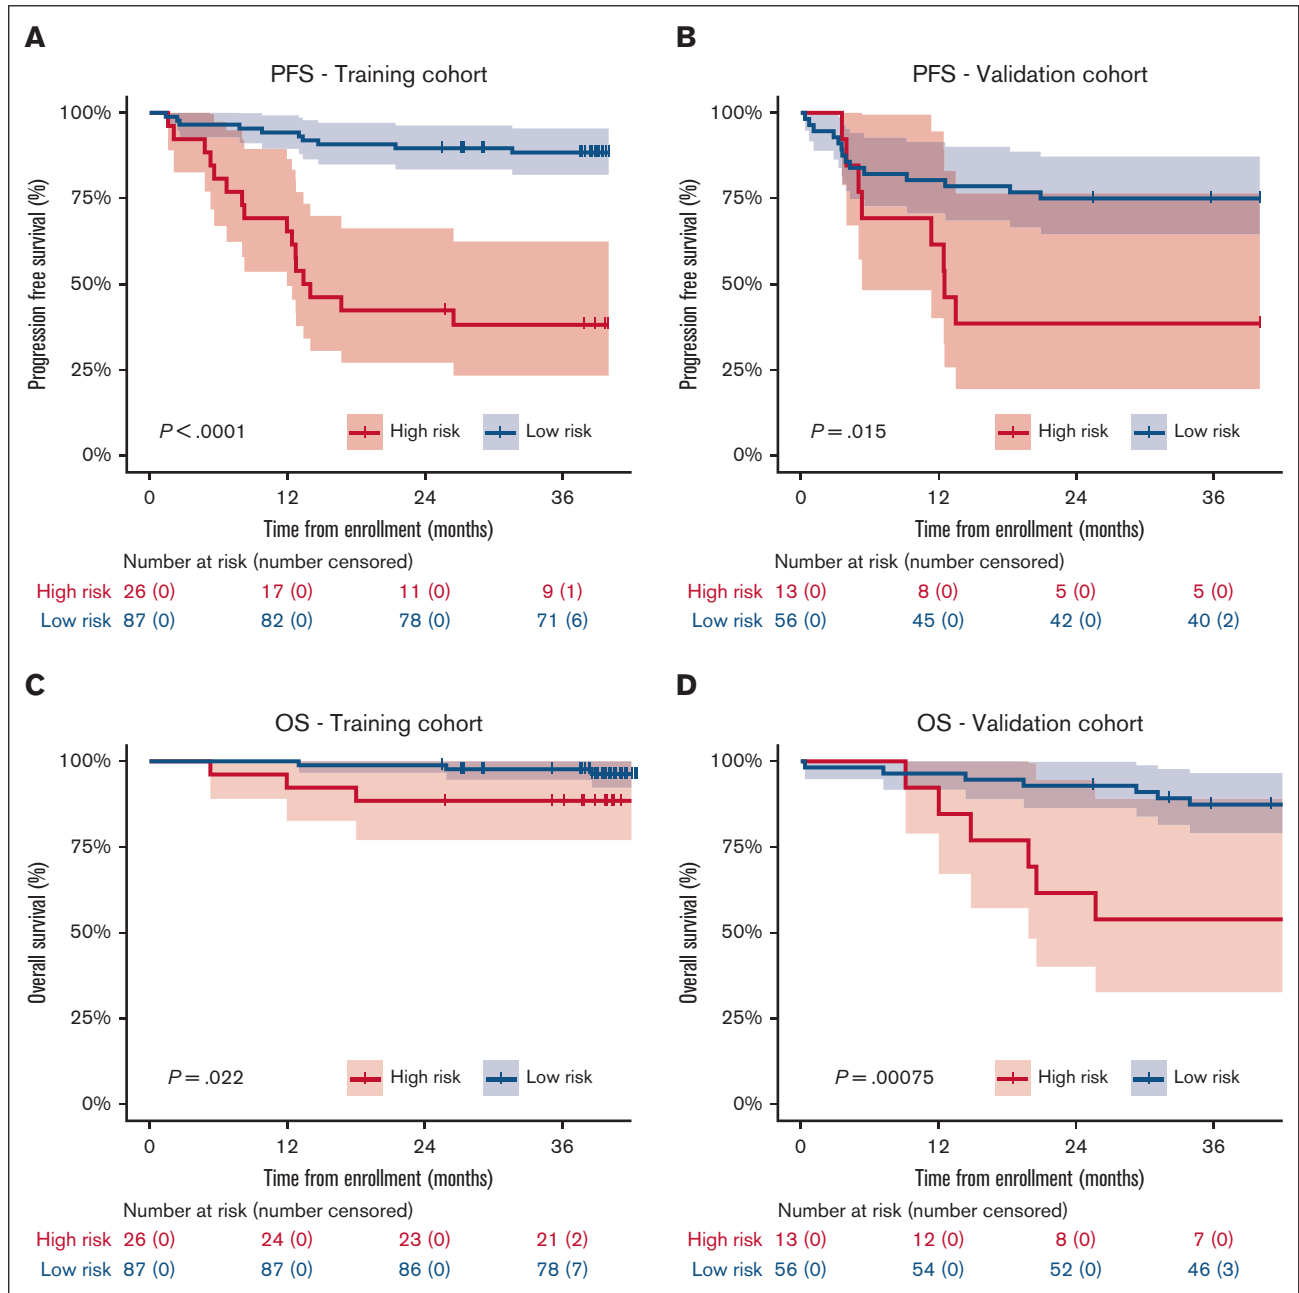 A
PFS - Training cohort
Progression free survival (%)
100%
75%
50%
25%
0%
P < .0001
High risk
Low risk
0 12 24 36
Time from enrollment (months)
Number at risk (number censored)
High risk 26 (0) 17 (0) 11 (0) 9 (1)
Low risk 87 (0) 82 (0) 78 (0) 71 (6)
B
PFS - Validation cohort
Progression free survival (%)
100%
75%
50%
25%
0%
P = .015
High risk
Low risk
0 12 24 36
Time from enrollment (months)
Number at risk (number censored)
13 (0) 8 (0) 5 (0) 5 (0)
56 (0) 45 (0) 42 (0) 40 (2)
C
OS - Training cohort
Overall survival (%)
100%
75%
50%
25%
0%
P = .022
High risk
Low risk
0 12 24 36
Time from enrollment (months)
Number at risk (number censored)
High risk 26 (0) 24 (0) 23 (0) 21 (2)
Low risk 87 (0) 87 (0) 86 (0) 78 (7)
D
OS - Validation cohort
Overall survival (%)
100%
75%
50%
25%
0%
P = .00075
High risk
Low risk
0 12 24 36
Time from enrollment (months)
Number at risk (number censored)
13 (0) 12 (0) 8 (0) 7 (0)
56 (0) 54 (0) 52 (0) 46 (3)